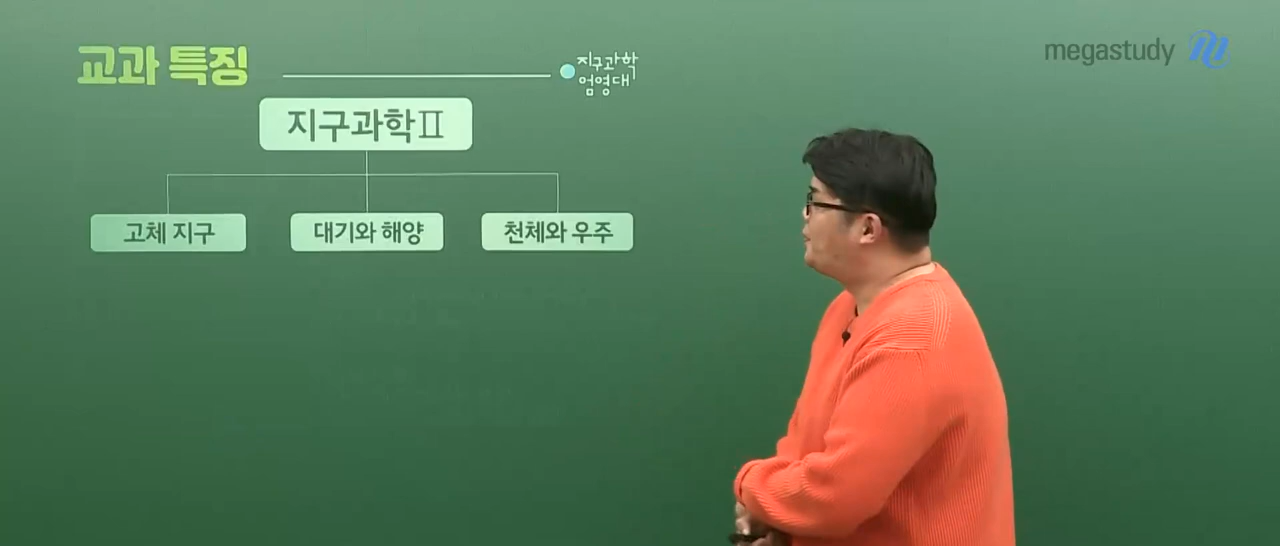 교과 특징
지구과학
엄영대
megastudy
지구과학Ⅱ
고체 지구
대기와 해양
천체와 우주